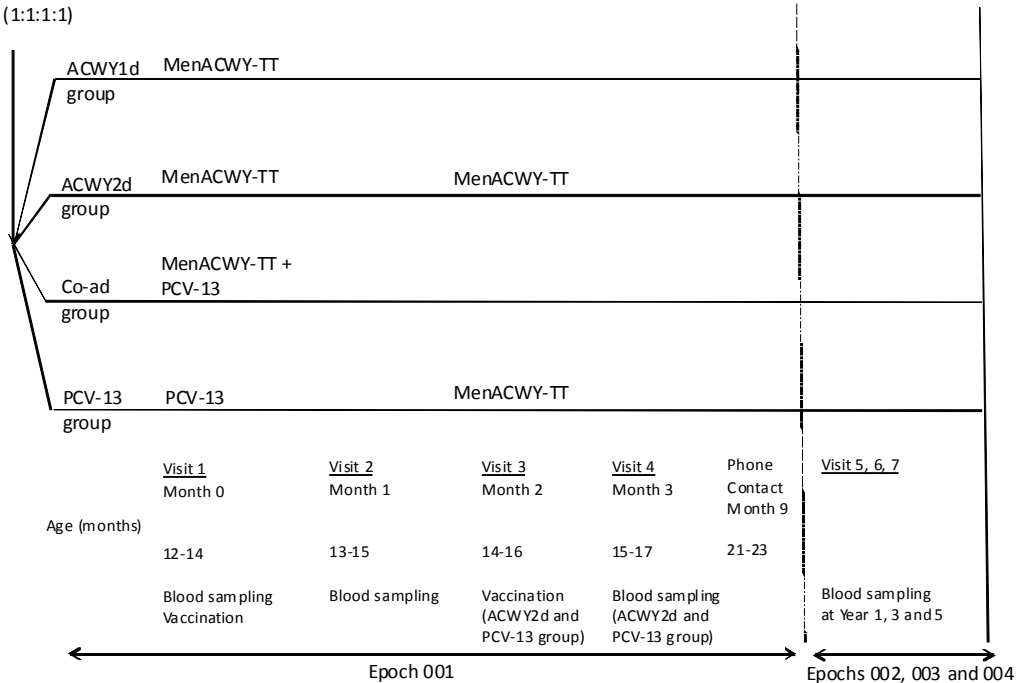 (1:1:1:1)
ACWY1d
group
MenACWY-TT
ACWY2d
group
MenACWY-TT
MenACWY-TT
Co-ad
group
MenACWY-TT +
PCV-13
PCV-13
group
PCV-13
MenACWY-TT
Visit 1
Month 0
Visit 2
Month 1
Visit 3
Month 2
Visit 4
Month 3
Phone
Contact
Month 9
Visit 5, 6, 7
Age (months)
12-14
13-15
14-16
15-17
21-23
Blood sampling
Vaccination
Blood sampling
Vaccination
(ACWY2d and
PCV-13 group)
Blood sampling
(ACWY2d and
PCV-13 group)
Blood sampling
at Year 1, 3 and 5
Epoch 001
Epochs 002, 003 and 004